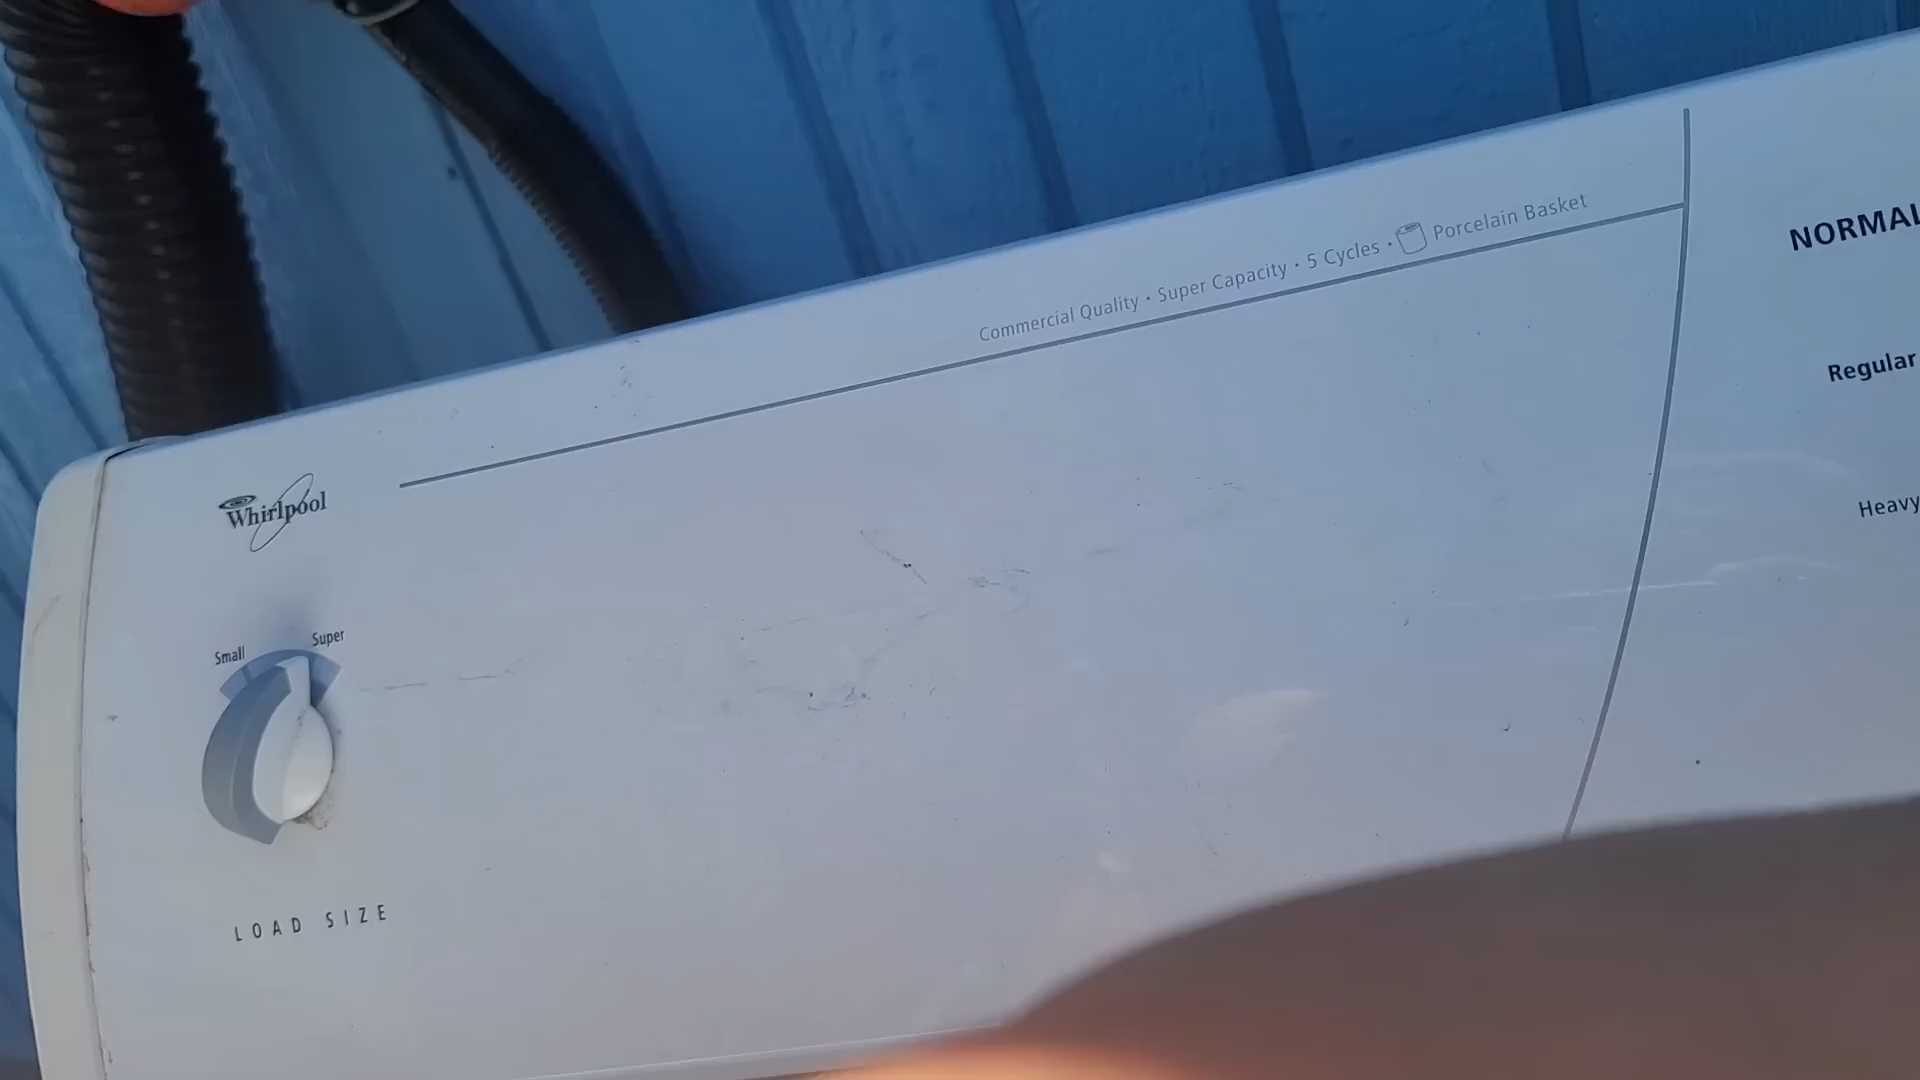 Commercial Quality · Super Capacity · 5 Cycles · Porcelain Basket
Whirlpool
Small
Super
LOAD SIZE
NORMAL
Regular
Heavy